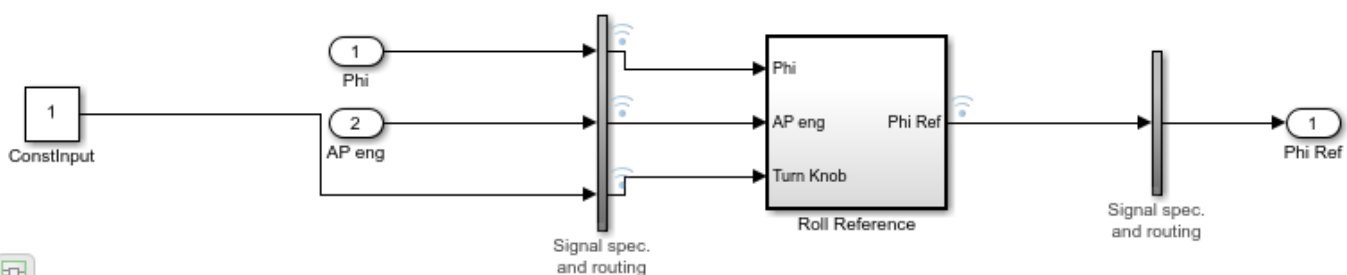 1
Phi
1
ConstInput
2
AP eng
Signal spec.
and routing
Phi
AP eng
Turn Knob
Phi Ref
Roll Reference
Signal spec.
and routing
1
Phi Ref